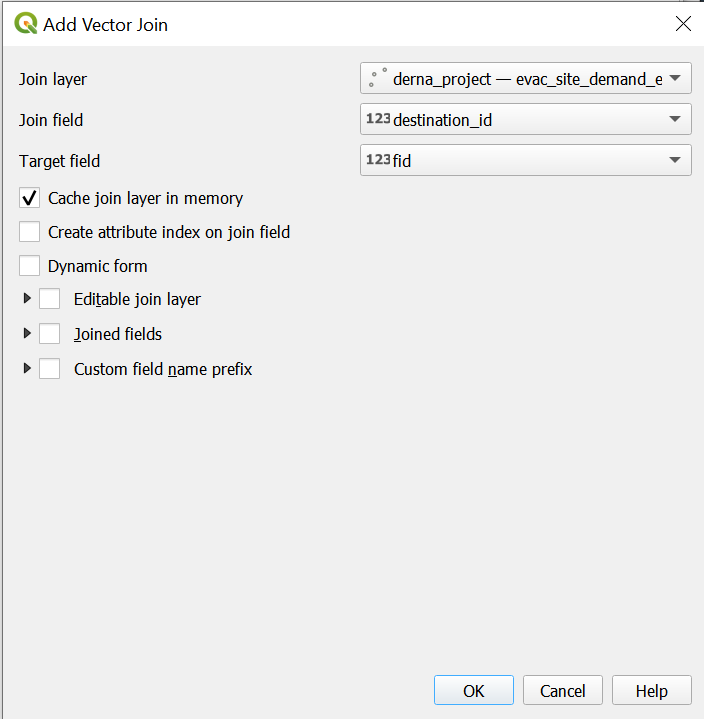 Add Vector Join
Join layer derna_project — evac_site_demand_e
Join field 123 destination_id
Target field 123 fid
Cache join layer in memory
Create attribute index on join field
Dynamic form
Editable join layer
Joined fields
Custom field name prefix
OK Cancel Help